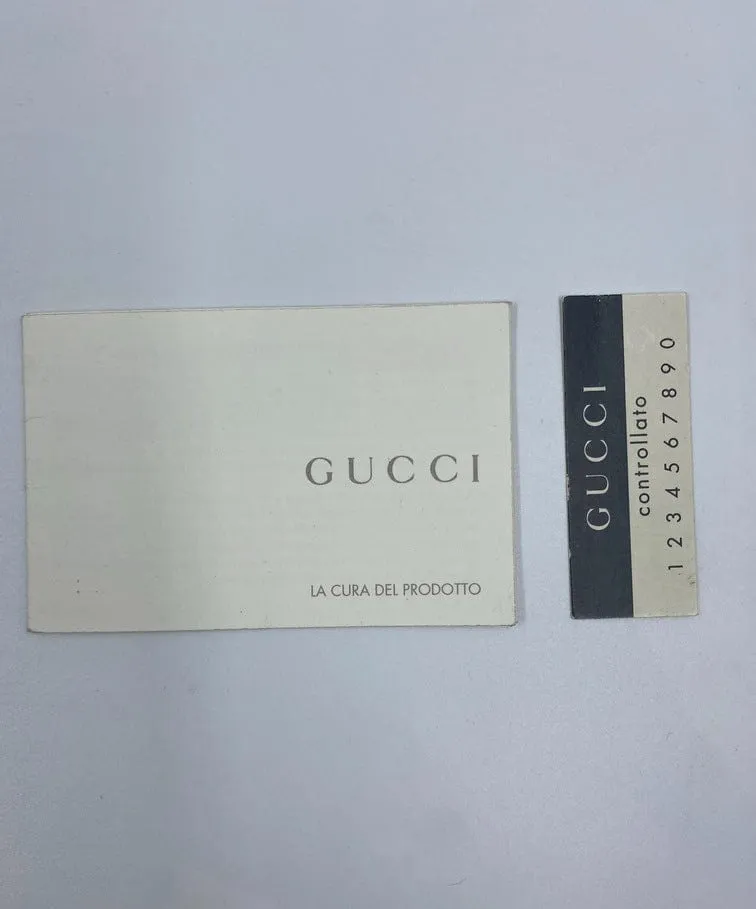 GUCCI
LA CURA DEL PRODOTTO
GUCCI
controllato
1 2 3 4 5 6 7 8 9 0